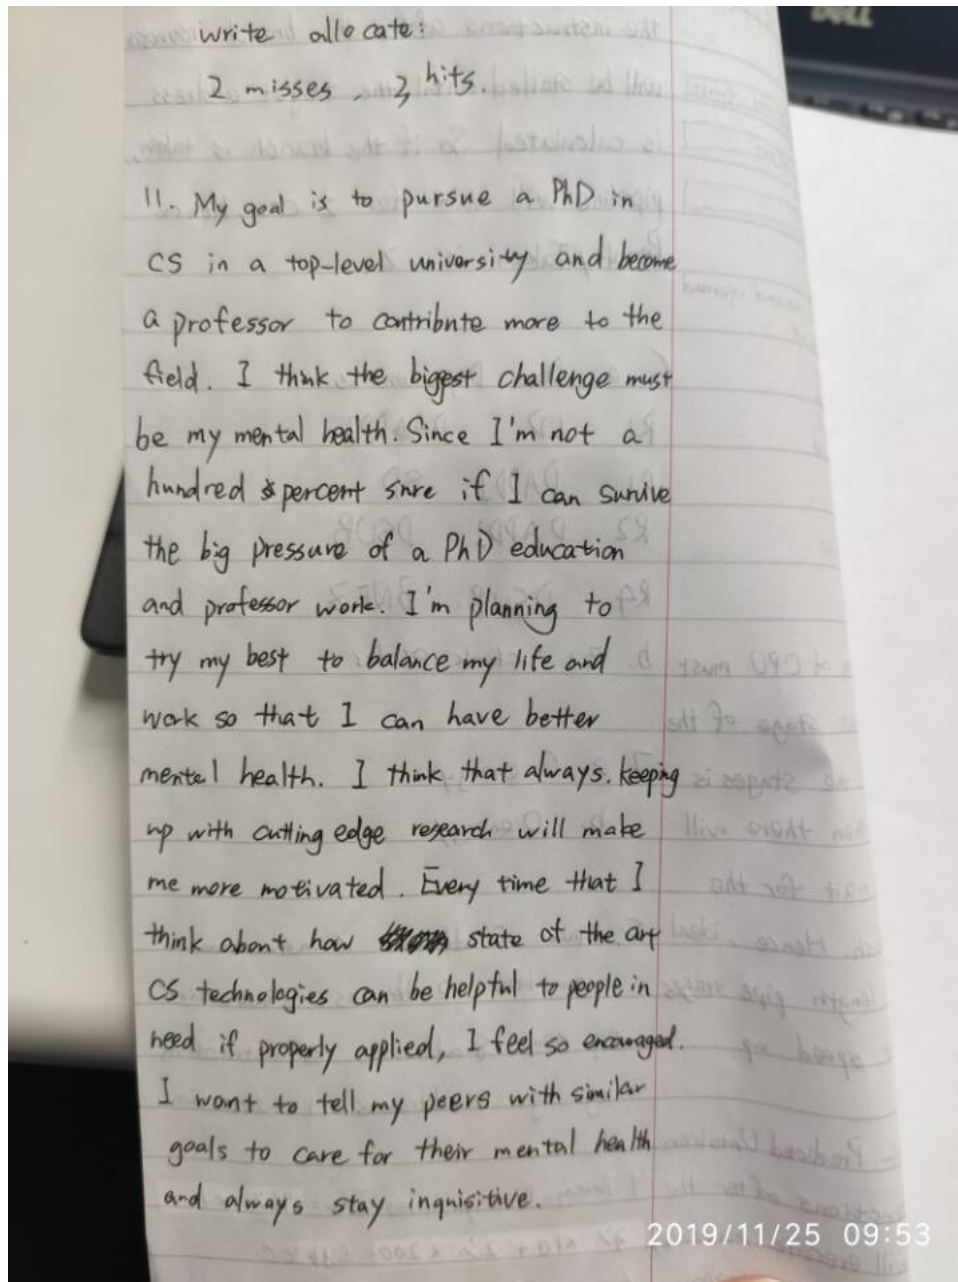 write allocate:
2 misses, 3 hits.
11. My goal is to pursue a PhD in
CS in a top-level university and become
a professor to contribute more to the
field. I think the biggest challenge must
be my mental health. Since I'm not a
hundred percent sure if I can survive
the big pressure of a PhD education
and professor work. I'm planning to
try my best to balance my life and
work so that I can have better
mental health. I think that always keeping
up with cutting edge research will make
me more motivated. Every time that I
think about how state of the art
CS technologies can be helpful to people in
need if properly applied, I feel so encouraged.
I want to tell my peers with similar
goals to care for their mental health
and always stay inquisitive.
2019/11/25 09:53
DELL